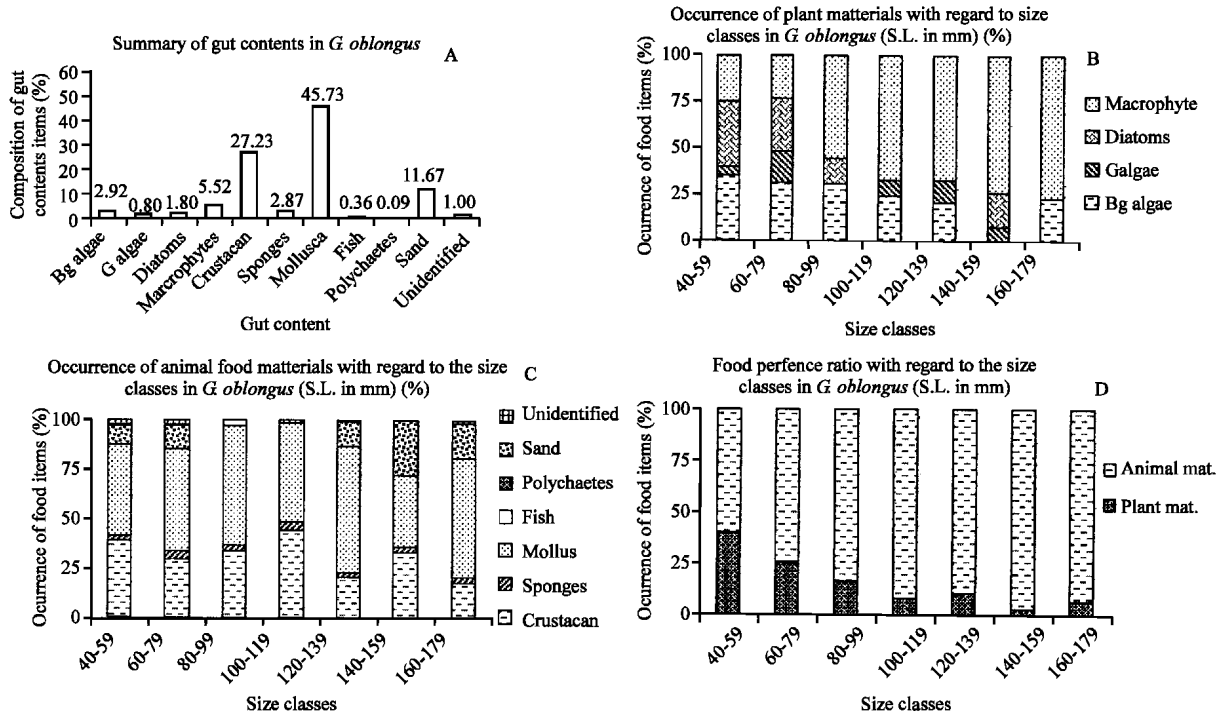 Summary of gut contents in G. oblongus
A
Composition of gut
contents items (%)
60
50
40
30
20
10
0
2.92
0.80
1.80
5.52
27.23
2.87
45.73
0.36
0.09
11.67
1.00
Bg algae
G algae
Diatoms
Marcrophytes
Crustacan
Sponges
Mollusca
Fish
Polychaetes
Sand
Unidentified
Gut content
Occurrence of plant matterials with regard to size
classes in G. oblongus (S.L. in mm) (%)
B
Ocurrence of food items (%)
100
75
50
25
0
40-59
60-79
80-99
100-119
120-139
140-159
160-179
Size classes
Macrophyte
Diatoms
Galgae
Bg algae
Occurrence of animal food matterials with regard to the size
classes in G. oblongus (S.L. in mm) (%)
C
Ocurrence of food items (%)
100
75
50
25
0
40-59
60-79
80-99
100-119
120-139
140-159
160-179
Size classes
Unidentified
Sand
Polychaetes
Fish
Mollus
Sponges
Crustacan
Food perfence ratio with regard to the size
classes in G. oblongus (S.L. in mm)
D
Ocurrence of food items (%)
100
75
50
25
0
40-59
60-79
80-99
100-119
120-139
140-159
160-179
Size classes
Animal mat.
Plant mat.